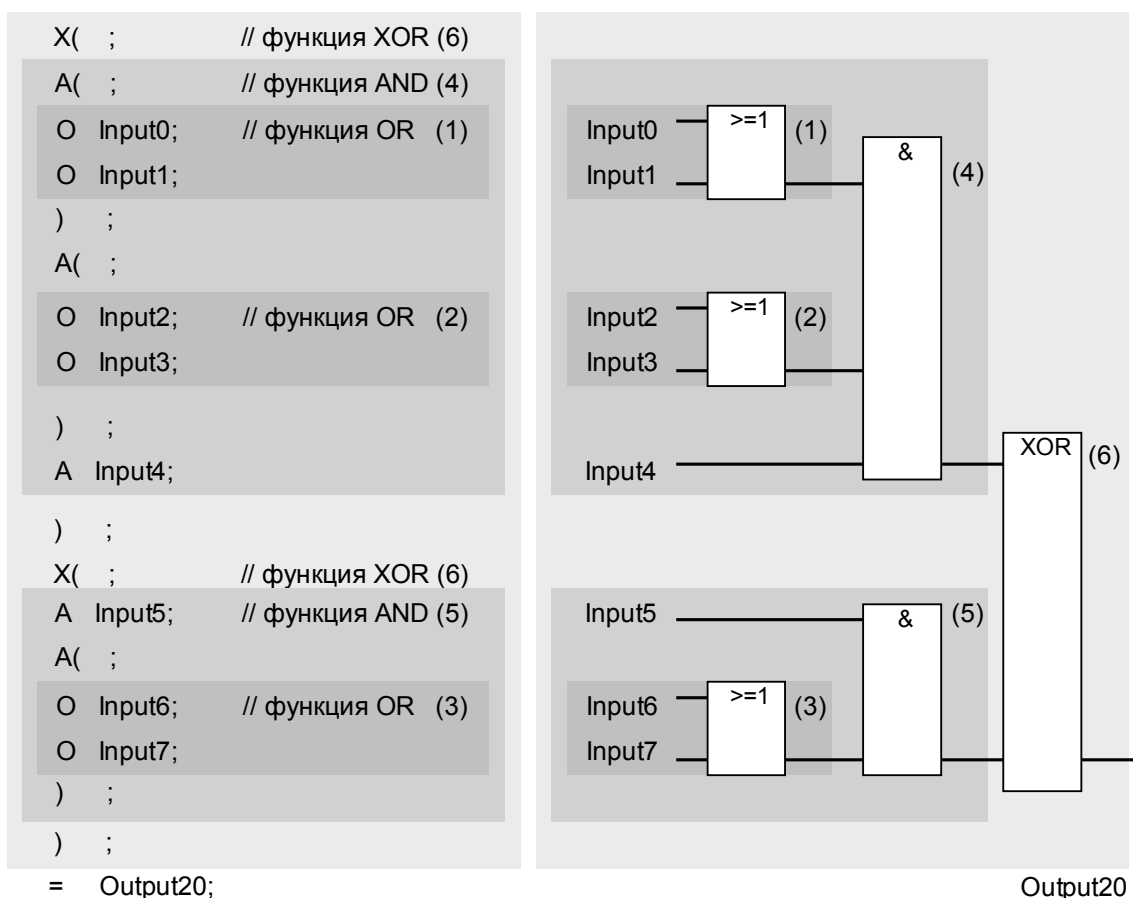 X( ; // функция XOR (6)
A( ; // функция AND (4)
O Input0; // функция OR (1)
O Input1;
) ;
A( ;
O Input2; // функция OR (2)
O Input3;
) ;
A Input4;
) ;
X( ; // функция XOR (6)
A Input5; // функция AND (5)
A( ;
O Input6; // функция OR (3)
O Input7;
) ;
) ;
= Output20;
Input0 >=1 (1)
Input1
& (4)
Input2 >=1 (2)
Input3
Input4
XOR (6)
Input5 & (5)
Input6 >=1 (3)
Input7
Output20